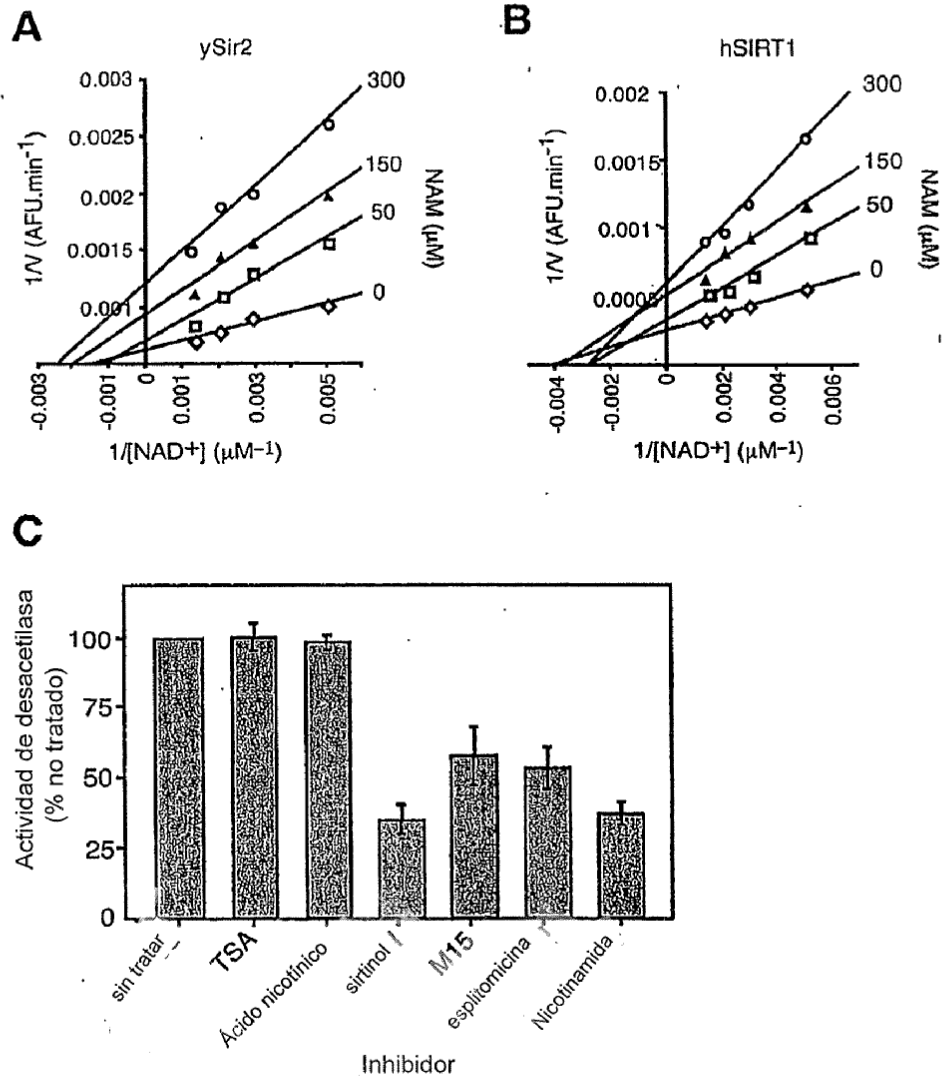 A
ySir2
0.003
0.0025
0.002
0.0015
0.001
1/V (AFU.min-1)
300
150
50
0
NAM (µM)
-0.003
-0.001
0
0.001
0.003
0.005
1/[NAD+] (µM-1)
B
hSIRT1
0.002
0.0015
0.001
0.0005
1/V (AFU.min-1)
300
150
50
0
NAM (µM)
-0.004
-0.002
0
0.002
0.004
0.006
1/[NAD+] (µM-1)
C
Actividad de desacetilasa
(% no tratado)
100
75
50
25
0
sin tratar
TSA
Ácido nicotínico
sirtinol
M15
esplitomicina
Nicotinamida
Inhibidor